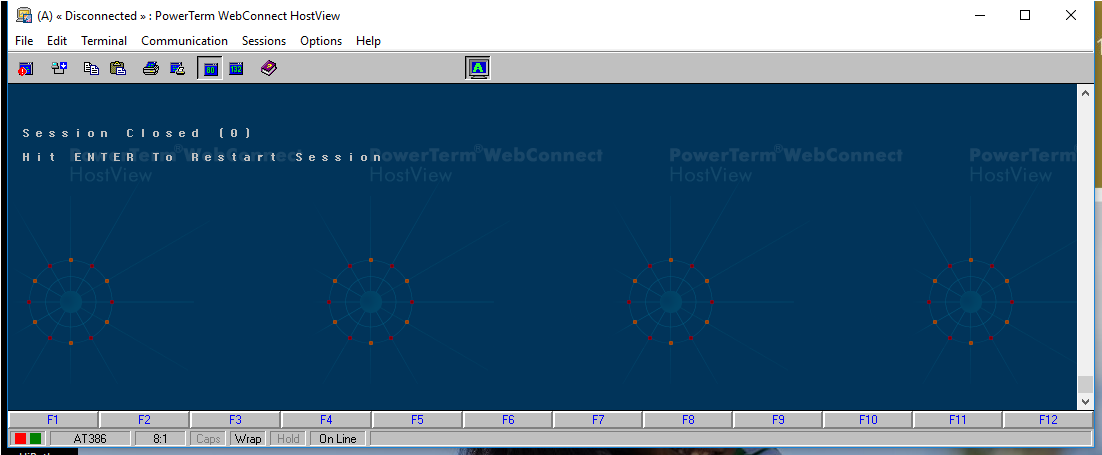 (A) « Disconnected » : PowerTerm WebConnect HostView
File Edit Terminal Communication Sessions Options Help
80 132 A
Session Closed (0)
Hit ENTER To Restart Session
PowerTerm®WebConnect PowerTerm®WebConnect PowerTerm®WebConnect PowerTerm
HostView HostView HostView HostView
F1 F2 F3 F4 F5 F6 F7 F8 F9 F10 F11 F12
AT386 8:1 Caps Wrap Hold On Line